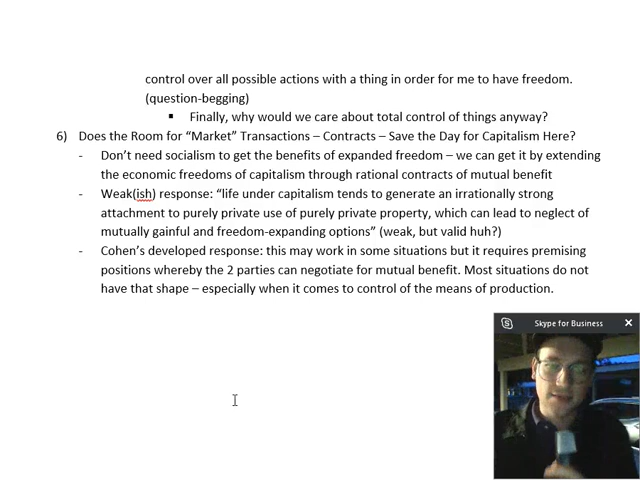 control over all possible actions with a thing in order for me to have freedom.
(question-begging)
▪ Finally, why would we care about total control of things anyway?
6) Does the Room for “Market” Transactions – Contracts – Save the Day for Capitalism Here?
- Don’t need socialism to get the benefits of expanded freedom – we can get it by extending
the economic freedoms of capitalism through rational contracts of mutual benefit
- Weak(ish) response: “life under capitalism tends to generate an irrationally strong
attachment to purely private use of purely private property, which can lead to neglect of
mutually gainful and freedom-expanding options” (weak, but valid huh?)
- Cohen’s developed response: this may work in some situations but it requires premising
positions whereby the 2 parties can negotiate for mutual benefit. Most situations do not
have that shape – especially when it comes to control of the means of production.
Skype for Business